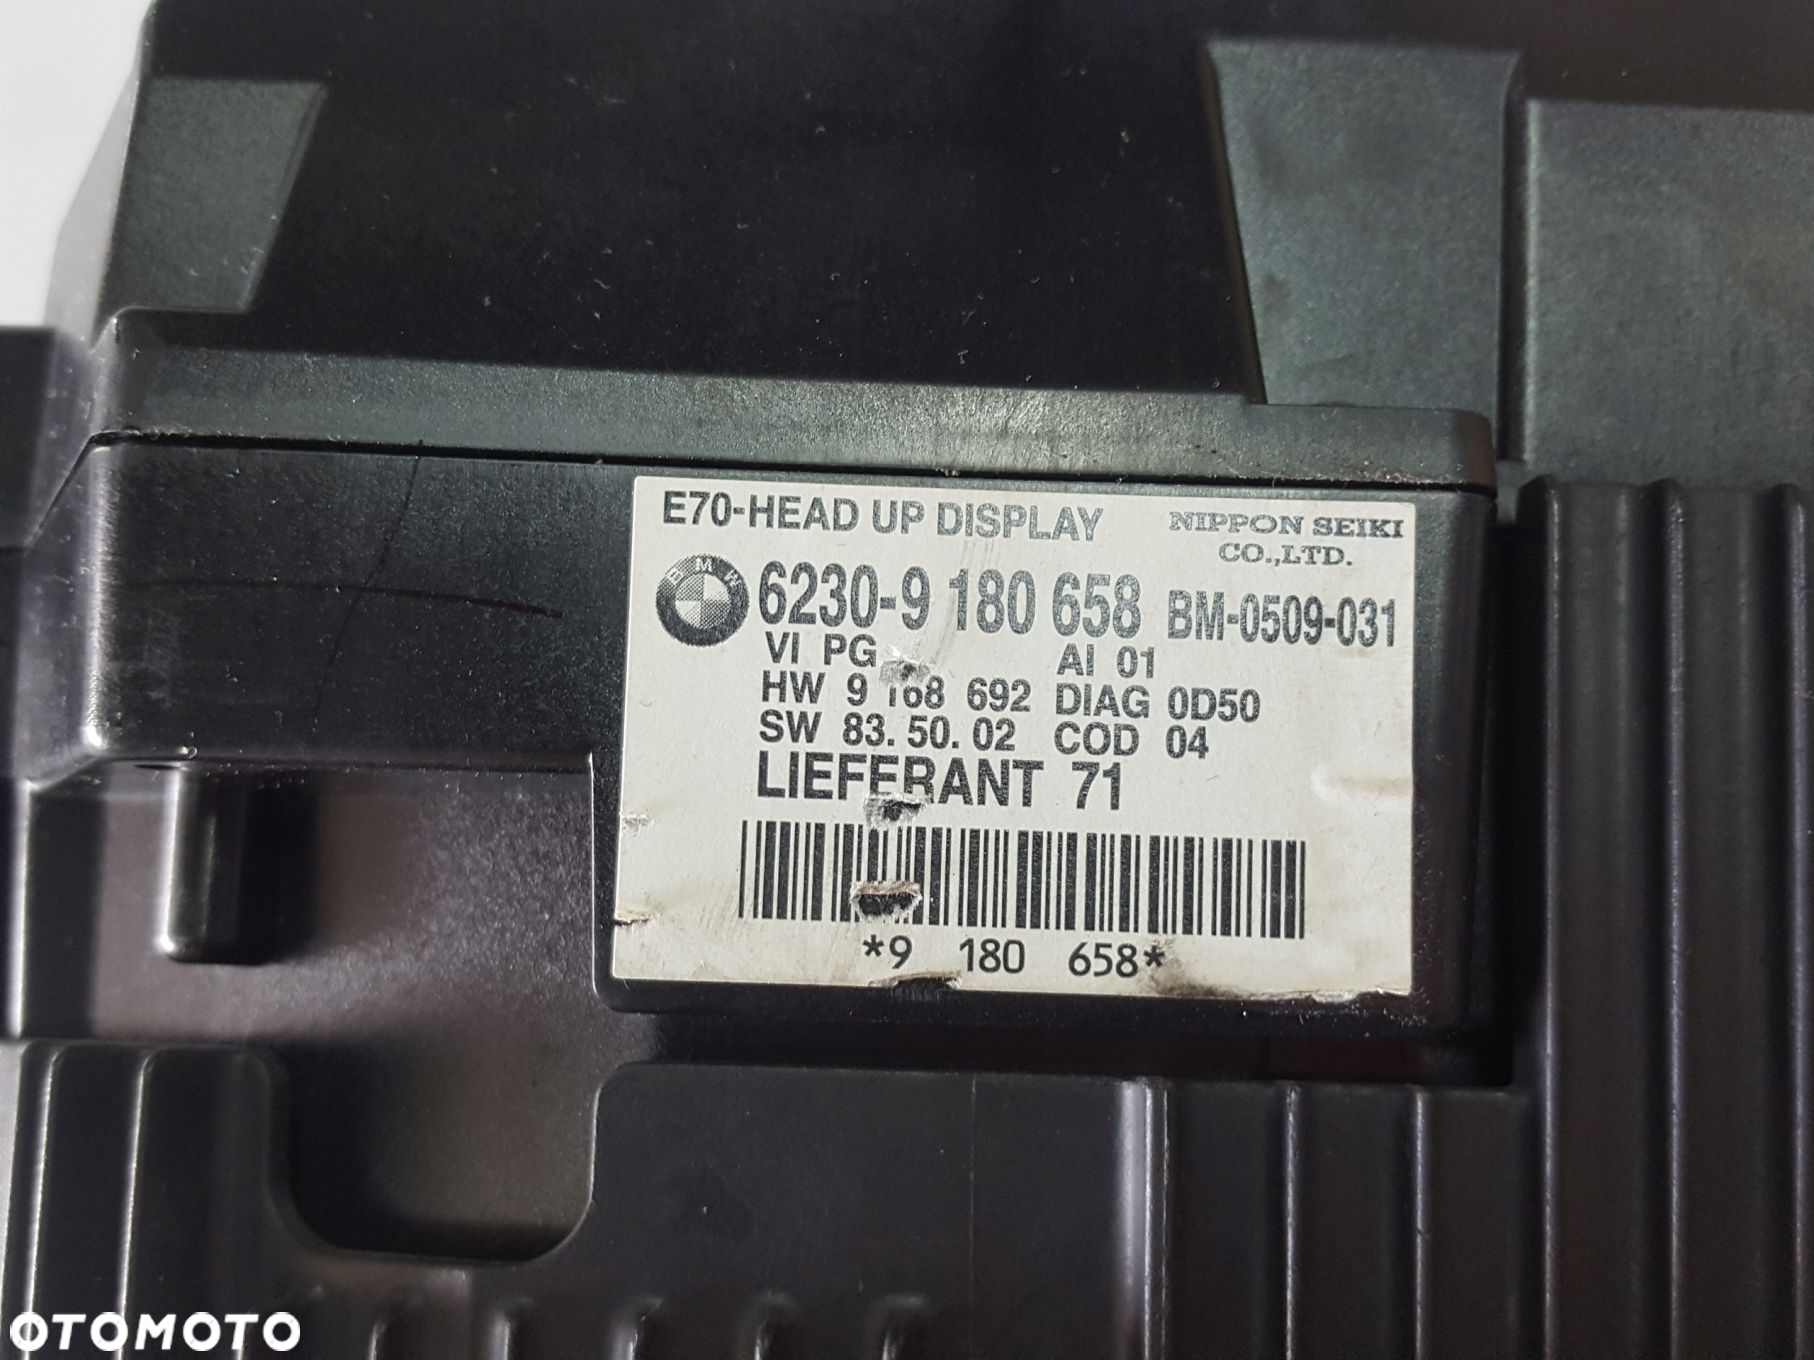 E70-HEAD UP DISPLAY
NIPPON SEIKI
CO.,LTD.
BMW
6230-9 180 658 BM-0509-031
VI PG AI 01
HW 9 168 692 DIAG 0D50
SW 83.50.02 COD 04
LIEFERANT 71
*9 180 658*
OTOMOTO